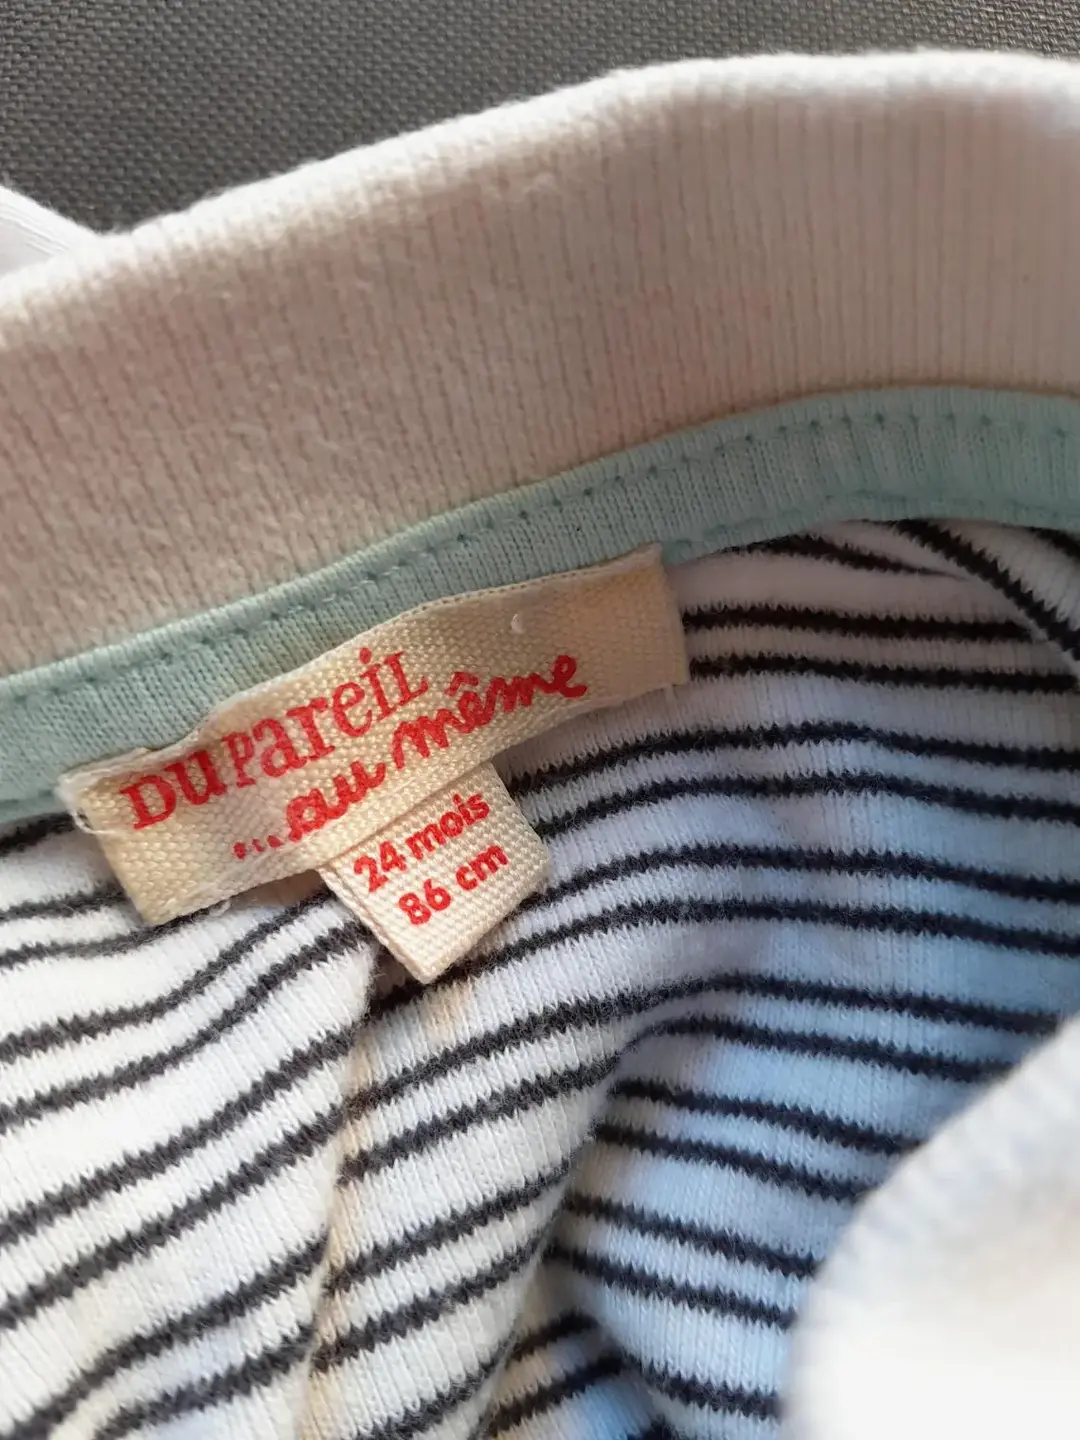 DUPareiL
...au même
24 mois
86 cm